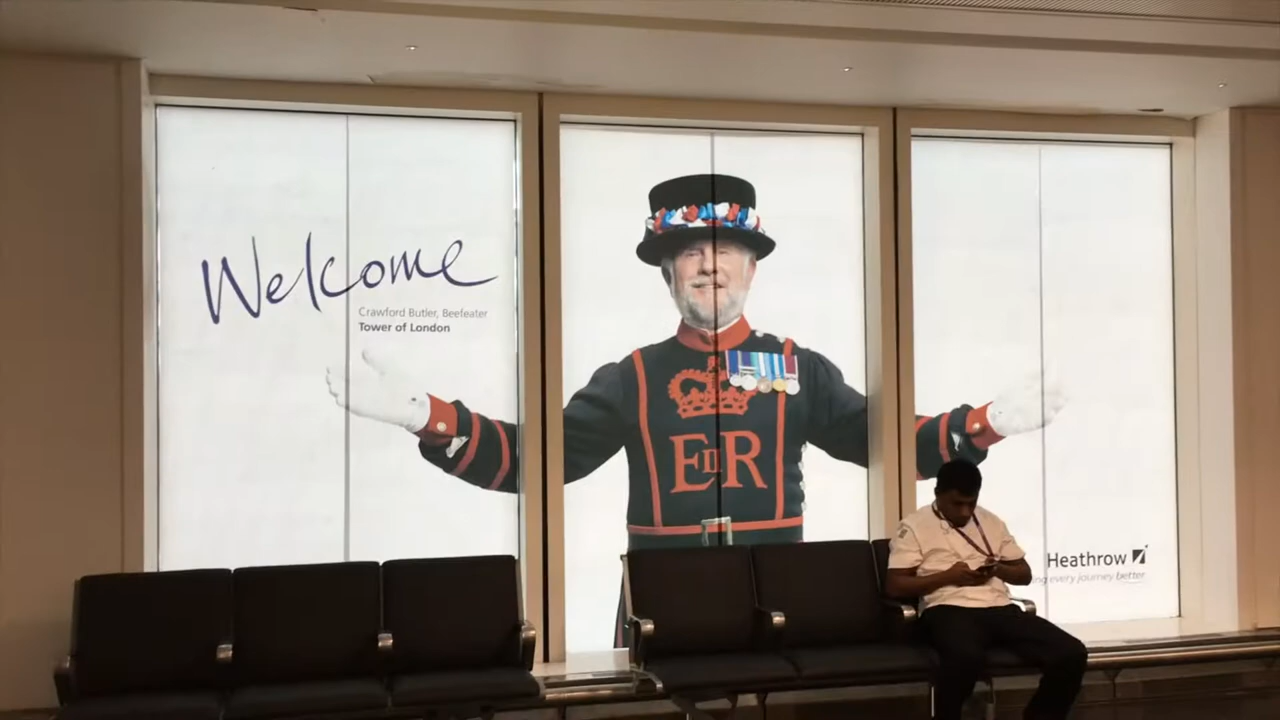 Welcome
Crawford Butler, Beefeater
Tower of London
EIIR
Heathrow
every journey better